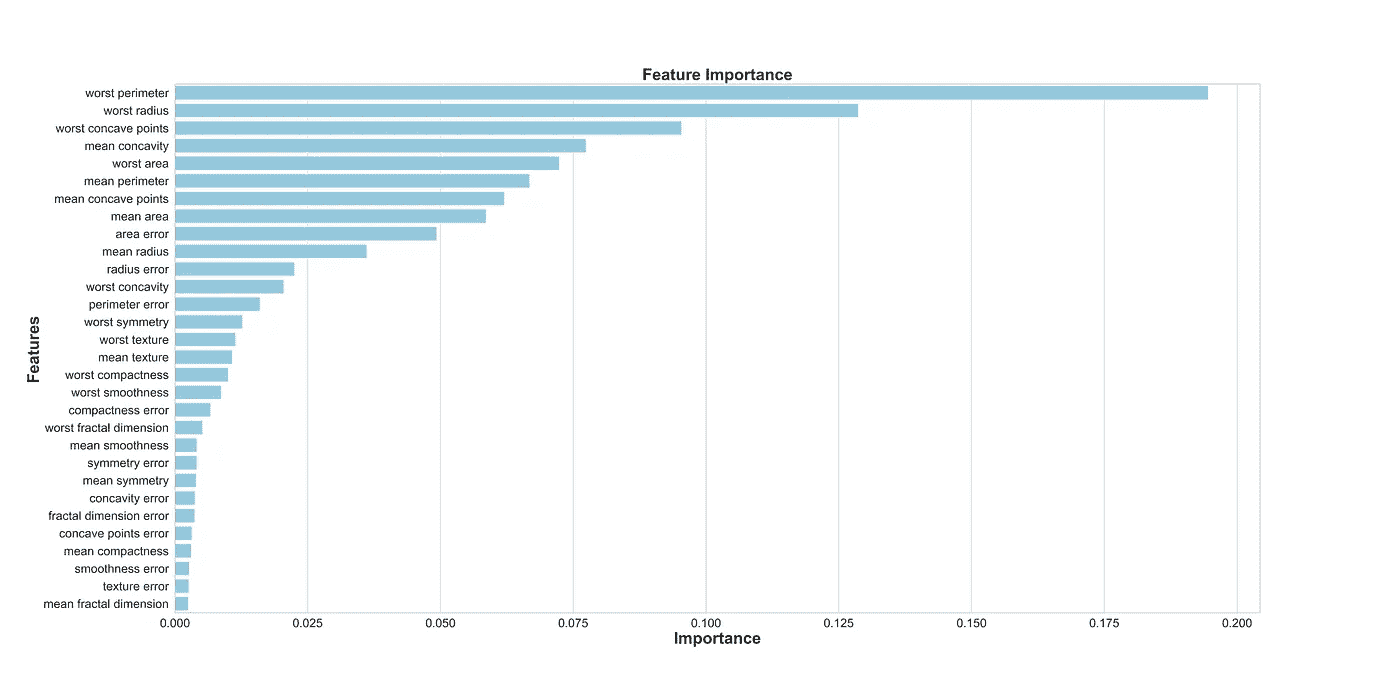 Feature Importance
worst perimeter
worst radius
worst concave points
mean concavity
worst area
mean perimeter
mean concave points
mean area
area error
mean radius
radius error
worst concavity
perimeter error
worst symmetry
worst texture
mean texture
worst compactness
worst smoothness
compactness error
worst fractal dimension
mean smoothness
symmetry error
mean symmetry
concavity error
fractal dimension error
concave points error
mean compactness
smoothness error
texture error
mean fractal dimension
Features
0.000 0.025 0.050 0.075 0.100 0.125 0.150 0.175 0.200
Importance